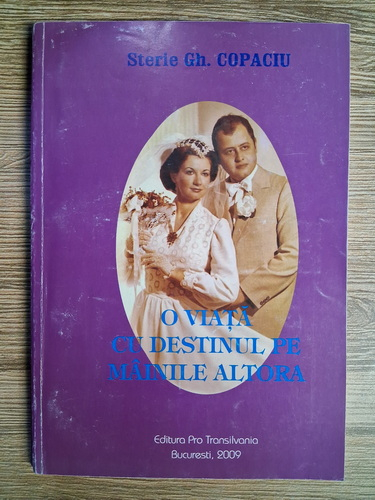 Sterie Gh. COPACIU
O VIAȚĂ
CU DESTINUL PE
MÂINILE ALTORA
Editura Pro Transilvania
Bucuresti, 2009